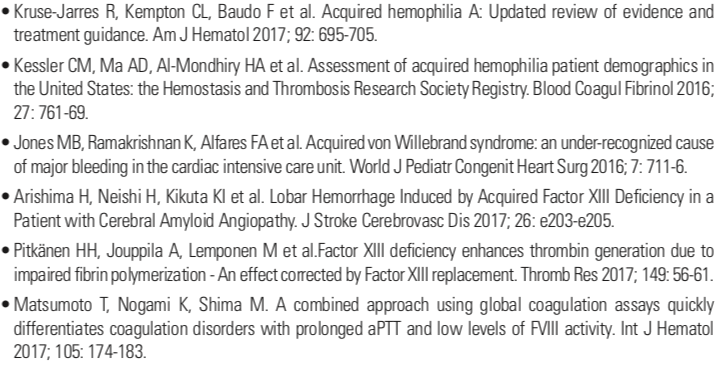 • Kruse-Jarres R, Kempton CL, Baudo F et al. Acquired hemophilia A: Updated review of evidence and
treatment guidance. Am J Hematol 2017; 92: 695-705.
• Kessler CM, Ma AD, Al-Mondhiry HA et al. Assessment of acquired hemophilia patient demographics in
the United States: the Hemostasis and Thrombosis Research Society Registry. Blood Coagul Fibrinol 2016;
27: 761-69.
• Jones MB, Ramakrishnan K, Alfares FA et al. Acquired von Willebrand syndrome: an under-recognized cause
of major bleeding in the cardiac intensive care unit. World J Pediatr Congenit Heart Surg 2016; 7: 711-6.
• Arishima H, Neishi H, Kikuta KI et al. Lobar Hemorrhage Induced by Acquired Factor XIII Deficiency in a
Patient with Cerebral Amyloid Angiopathy. J Stroke Cerebrovasc Dis 2017; 26: e203-e205.
• Pitkänen HH, Jouppila A, Lemponen M et al.Factor XIII deficiency enhances thrombin generation due to
impaired fibrin polymerization - An effect corrected by Factor XIII replacement. Thromb Res 2017; 149: 56-61.
• Matsumoto T, Nogami K, Shima M. A combined approach using global coagulation assays quickly
differentiates coagulation disorders with prolonged aPTT and low levels of FVIII activity. Int J Hematol
2017; 105: 174-183.